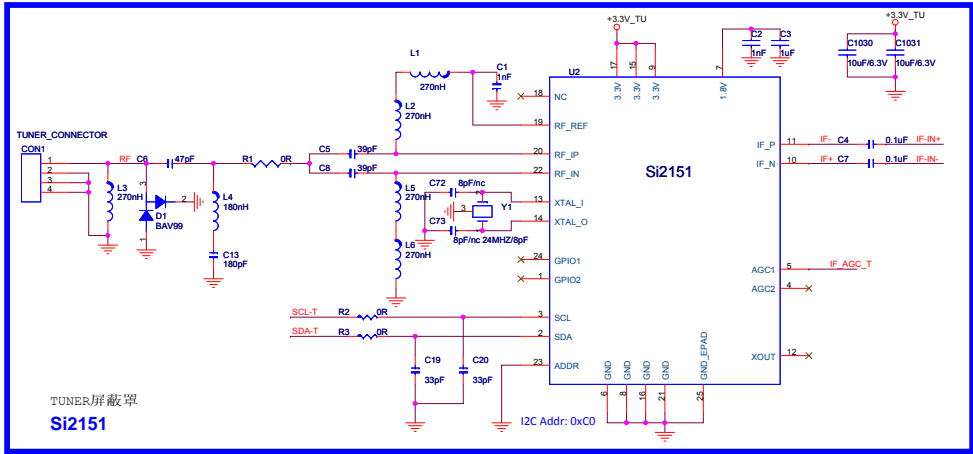 +3.3V_TU
+3.3V_TU
L1
270nH
C1
1nF
L2
270nH
U2
C2
1nF
C3
1uF
C1030
10uF/6.3V
C1031
10uF/6.3V
17
15
9
7
3.3V
3.3V
3.3V
1.8V
18
NC
19
RF_REF
TUNER_CONNECTOR
CON1
1
2
3
4
RF
C6
47pF
R1
0R
C5
39pF
20
RF_IP
C8
39pF
22
RF_IN
Si2151
IF_P
11
IF-
C4
0.1uF
IF-IN+
IF_N
10
IF+
C7
0.1uF
IF-IN-
L3
270nH
3
2
1
D1
BAV99
L4
180nH
C13
180pF
L5
270nH
L6
270nH
C72
8pF/nc
13
XTAL_I
3
2
1
Y1
C73
8pF/nc
24MHZ/8pF
14
XTAL_O
24
GPIO1
1
GPIO2
AGC1
5
IF_AGC_T
AGC2
4
SCL-T
R2
0R
3
SCL
SDA-T
R3
0R
2
SDA
C19
33pF
C20
33pF
23
ADDR
XOUT
12
GND
GND
GND
GND
GND_EPAD
6
8
16
21
25
TUNER屏蔽罩
Si2151
I2C Addr: 0xC0